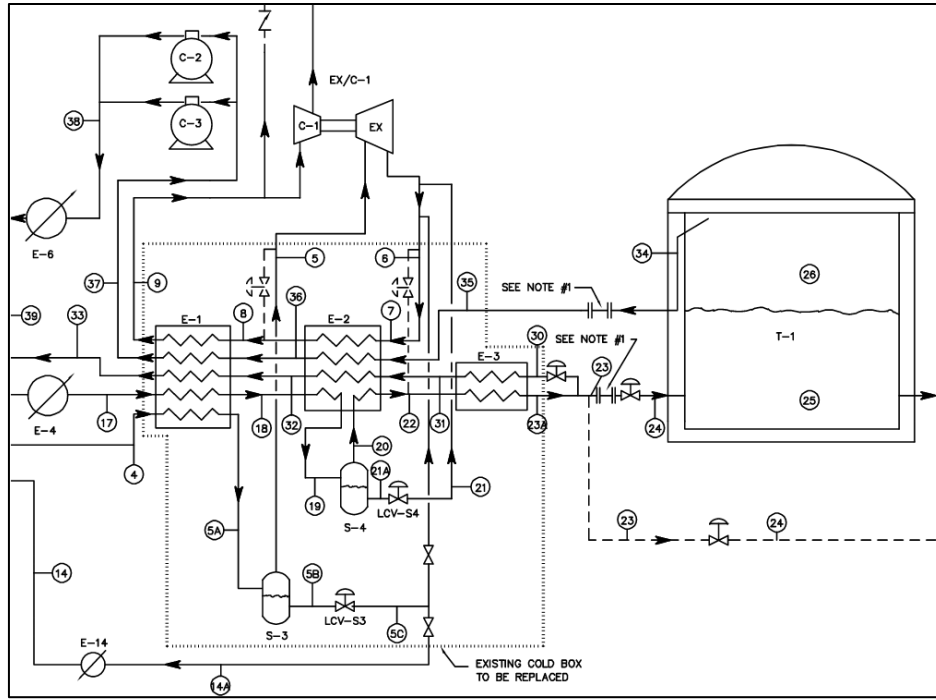 C-2
EX/C-1
C-3
C-1
EX
38
E-6
34
5
6
26
37
9
36
35
SEE NOTE #1
39
33
8
7
T-1
E-1
E-2
30
SEE NOTE #1
E-3
23
25
E-4
17
18
32
22
31
23A
24
4
20
21A
21
19
S-4
LCV-S4
23
24
5A
14
5B
S-3
LCV-S3
5C
E-14
14A
EXISTING COLD BOX
TO BE REPLACED